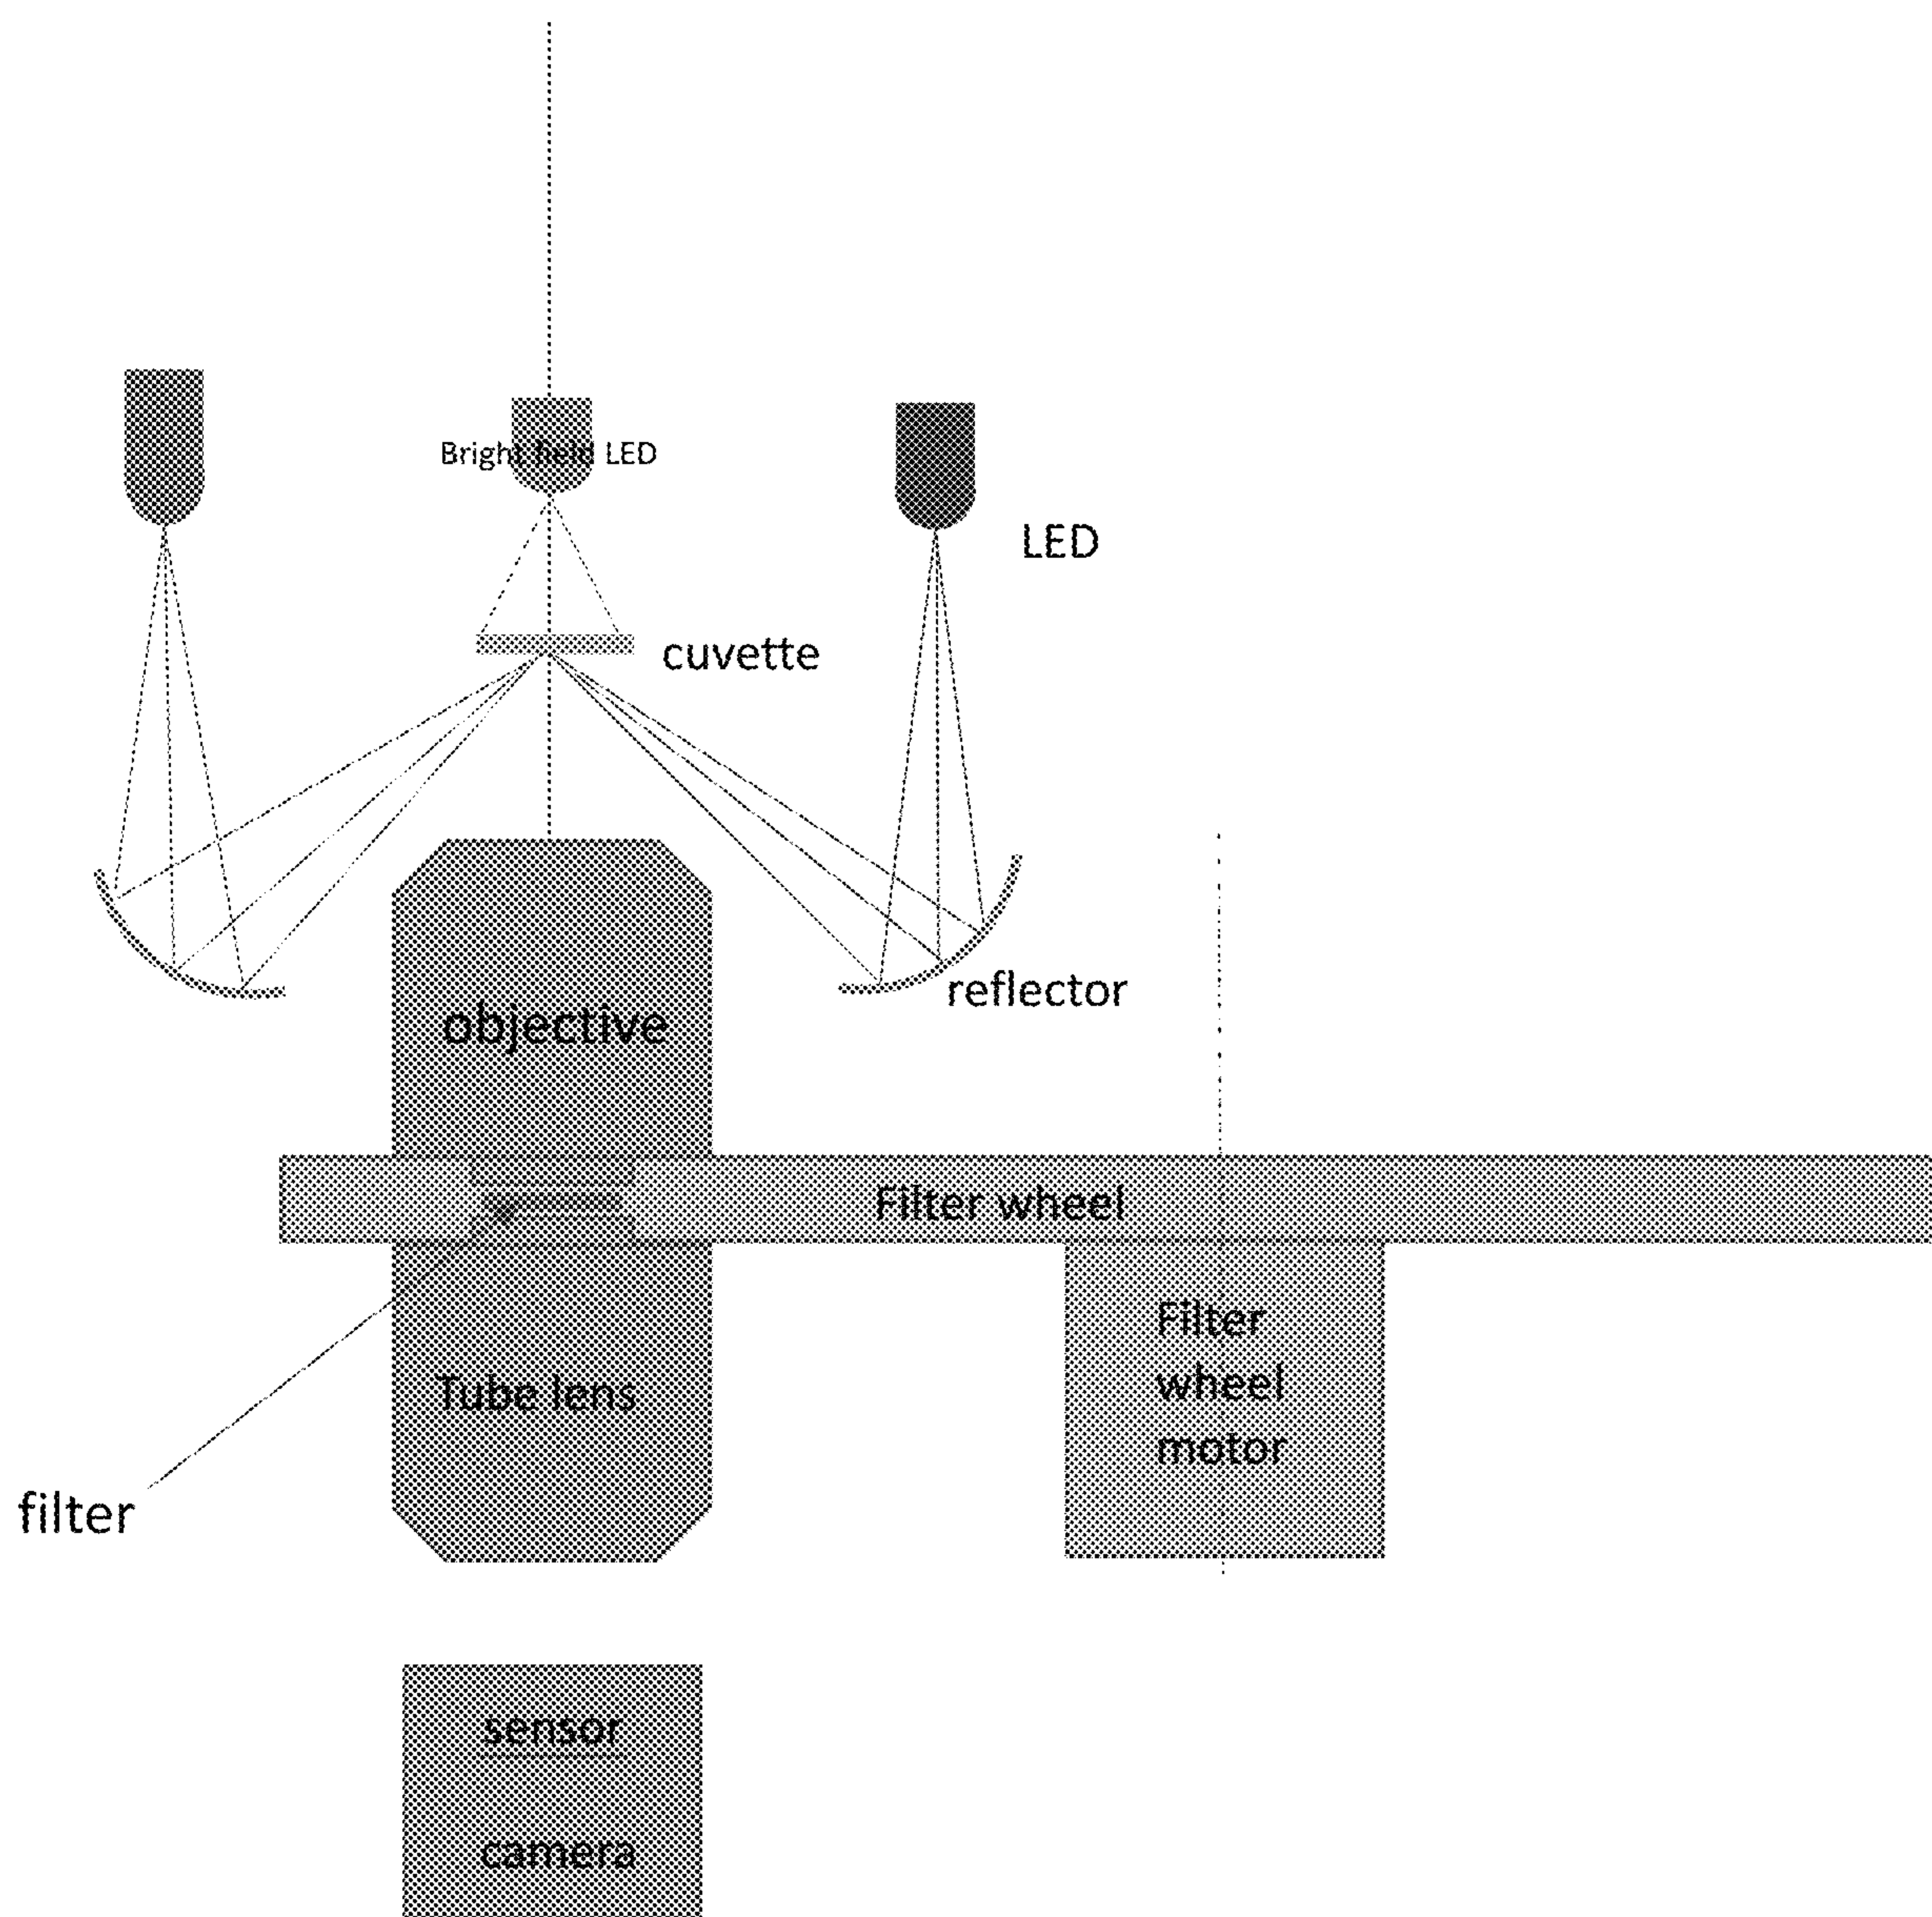 Bright field LED
LED
cuvette
reflector
objective
Filter wheel
Filter
wheel
motor
Tube lens
filter
sensor
camera